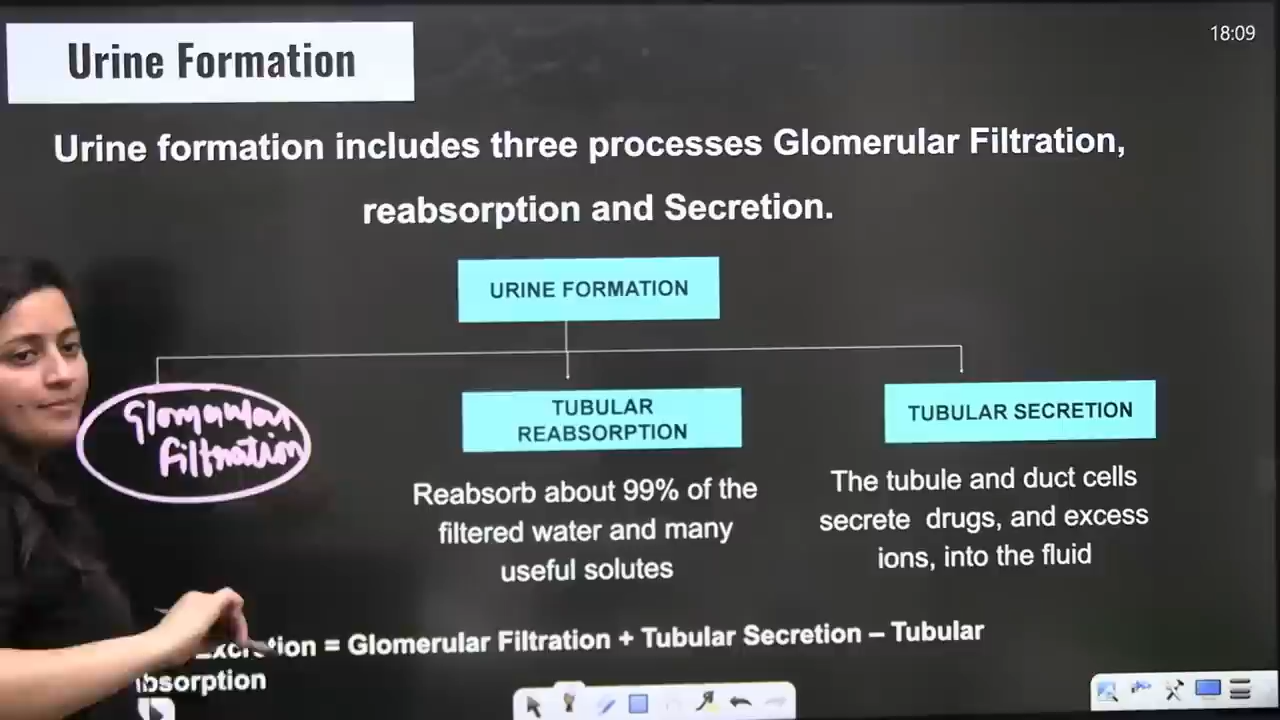 18:09
Urine Formation
Urine formation includes three processes Glomerular Filtration,
reabsorption and Secretion.
URINE FORMATION
Glomerular
filtration
TUBULAR
REABSORPTION
TUBULAR SECRETION
Reabsorb about 99% of the
filtered water and many
useful solutes
The tubule and duct cells
secrete drugs, and excess
ions, into the fluid
= Glomerular Filtration + Tubular Secretion – Tubular